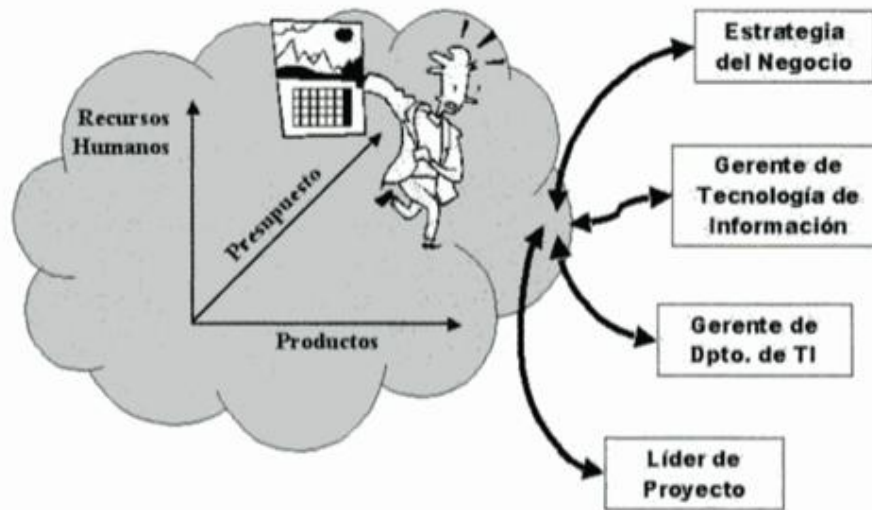 Recursos
Humanos
Presupuesto
Productos
Estrategia
del Negocio
Gerente de
Tecnología de
Información
Gerente de
Dpto. de TI
Líder de
Proyecto